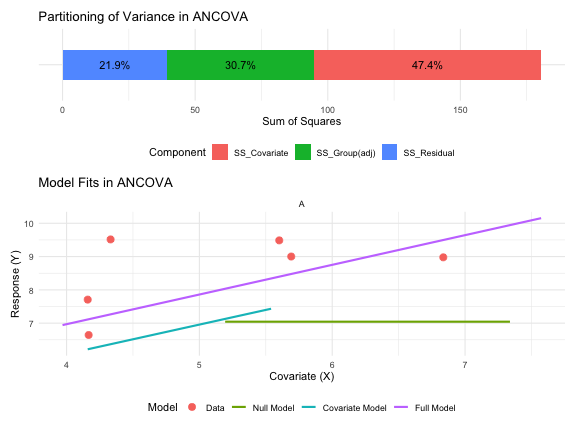 Partitioning of Variance in ANCOVA
21.9% 30.7% 47.4%
0 50 100 150
Sum of Squares
Component SS_Covariate SS_Group(adj) SS_Residual
Model Fits in ANCOVA
A
10
9
8
7
Response (Y)
4 5 6 7
Covariate (X)
Model Data Null Model Covariate Model Full Model